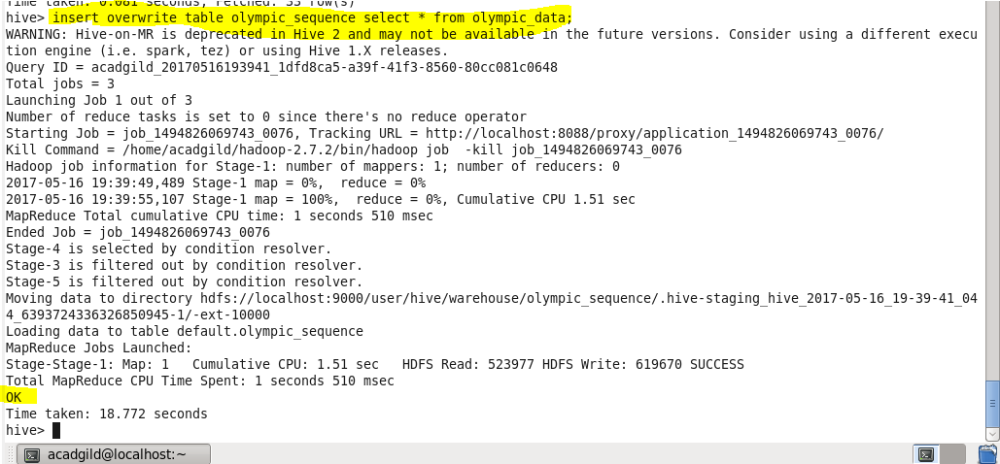 Time taken: 0.081 seconds, Fetched: 35 row(s)
hive> insert overwrite table olympic_sequence select * from olympic_data;
WARNING: Hive-on-MR is deprecated in Hive 2 and may not be available in the future versions. Consider using a different execu
tion engine (i.e. spark, tez) or using Hive 1.X releases.
Query ID = acadgild_20170516193941_1dfd8ca5-a39f-41f3-8560-80cc081c0648
Total jobs = 3
Launching Job 1 out of 3
Number of reduce tasks is set to 0 since there's no reduce operator
Starting Job = job_1494826069743_0076, Tracking URL = http://localhost:8088/proxy/application_1494826069743_0076/
Kill Command = /home/acadgild/hadoop-2.7.2/bin/hadoop job  -kill job_1494826069743_0076
Hadoop job information for Stage-1: number of mappers: 1; number of reducers: 0
2017-05-16 19:39:49,489 Stage-1 map = 0%,  reduce = 0%
2017-05-16 19:39:55,107 Stage-1 map = 100%,  reduce = 0%, Cumulative CPU 1.51 sec
MapReduce Total cumulative CPU time: 1 seconds 510 msec
Ended Job = job_1494826069743_0076
Stage-4 is selected by condition resolver.
Stage-3 is filtered out by condition resolver.
Stage-5 is filtered out by condition resolver.
Moving data to directory hdfs://localhost:9000/user/hive/warehouse/olympic_sequence/.hive-staging_hive_2017-05-16_19-39-41_04
4_6393724336326850945-1/-ext-10000
Loading data to table default.olympic_sequence
MapReduce Jobs Launched:
Stage-Stage-1: Map: 1   Cumulative CPU: 1.51 sec   HDFS Read: 523977 HDFS Write: 619670 SUCCESS
Total MapReduce CPU Time Spent: 1 seconds 510 msec
OK
Time taken: 18.772 seconds
hive>
acadgild@localhost:~